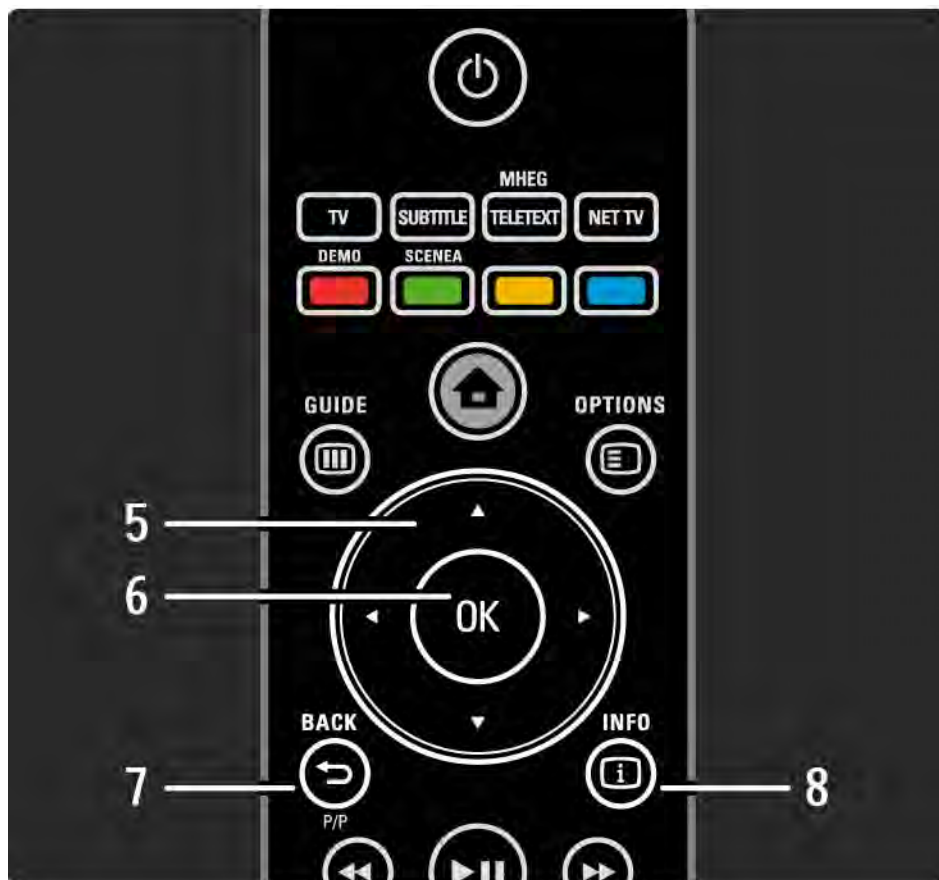 MHEG
TV SUBTITLE TELETEXT NET TV
DEMO SCENEA
GUIDE OPTIONS
5
6 OK
BACK INFO
7 i 8
P/P